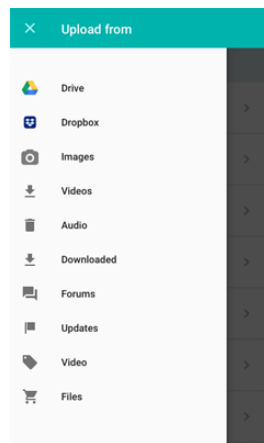 Upload from
Drive
Dropbox
Images
Videos
Audio
Downloaded
Forums
Updates
Video
Files